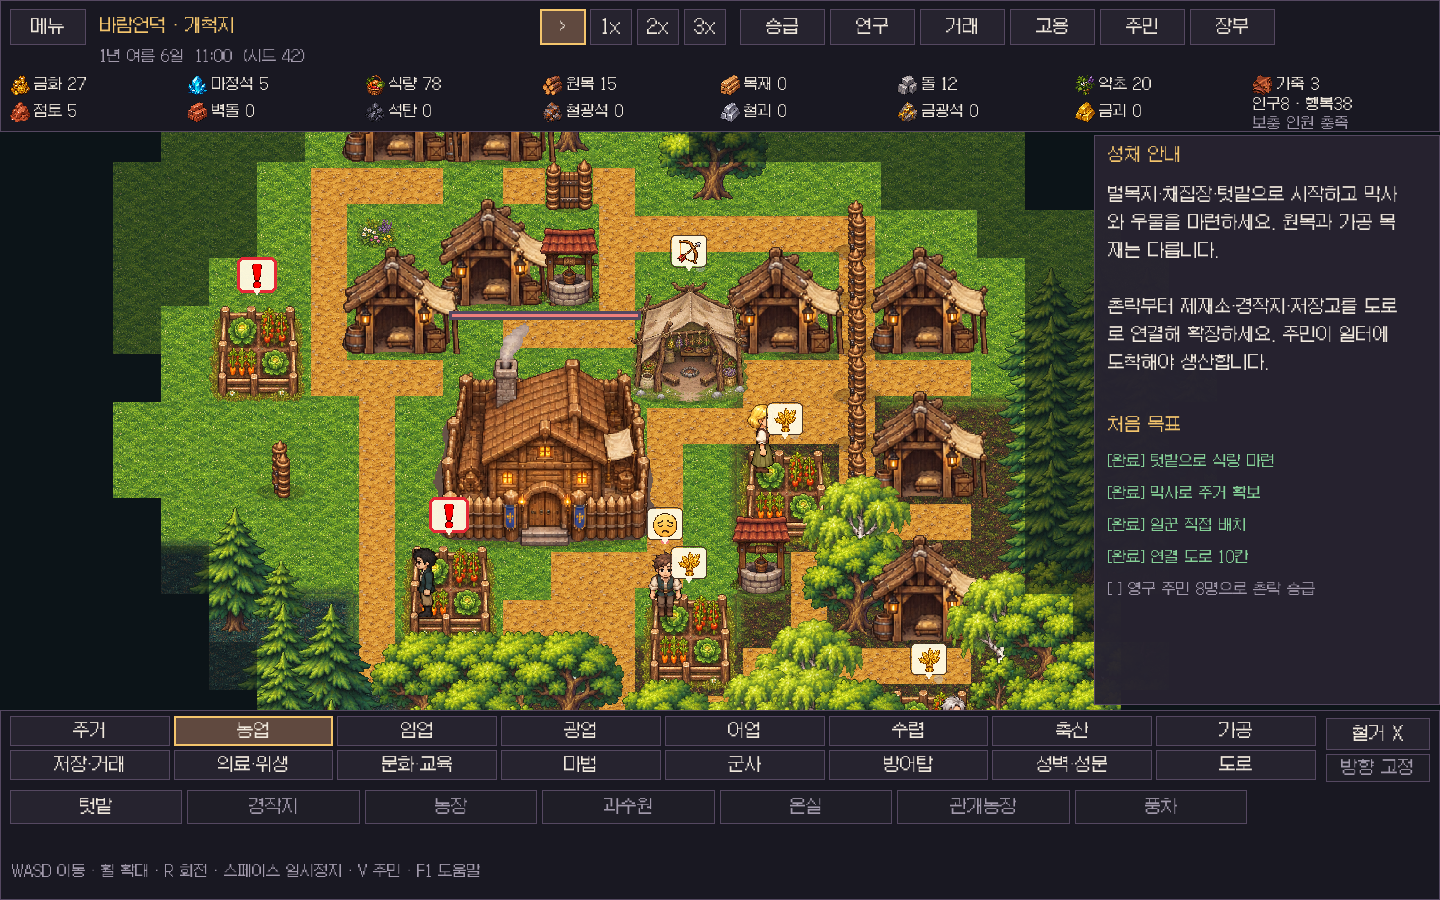 메뉴
바람언덕 · 개척지
> 1x 2x 3x
승급 연구 거래 고용 주민 장부
1년 여름 6일 11:00 (시드 42)
금화 27 마정석 5 식량 78 원목 15 목재 0 돌 12 약초 20 가죽 3
점토 5 벽돌 0 석탄 0 철광석 0 철괴 0 금광석 0 금괴 0 인구8 · 행복38
보충 인원 충족
성채 안내
벌목지·채집장·텃밭으로 시작하고 막사
와 우물을 마련하세요. 원목과 가공 목
재는 다릅니다.
촌락부터 제재소·경작지·저장고를 도로
로 연결해 확장하세요. 주민이 일터에
도착해야 생산합니다.
처음 목표
[완료] 텃밭으로 식량 마련
[완료] 막사로 주거 확보
[완료] 일꾼 직접 배치
[완료] 연결 도로 10칸
[ ] 영구 주민 8명으로 촌락 승급
주거 농업 임업 광업 어업 수렵 축산 가공 철거 X
저장·거래 의료·위생 문화·교육 마법 군사 방어탑 성벽·성문 도로 방향 고정
텃밭 경작지 농장 과수원 온실 관개농장 풍차
WASD 이동 · 휠 확대 · R 회전 · 스페이스 일시정지 · V 주민 · F1 도움말